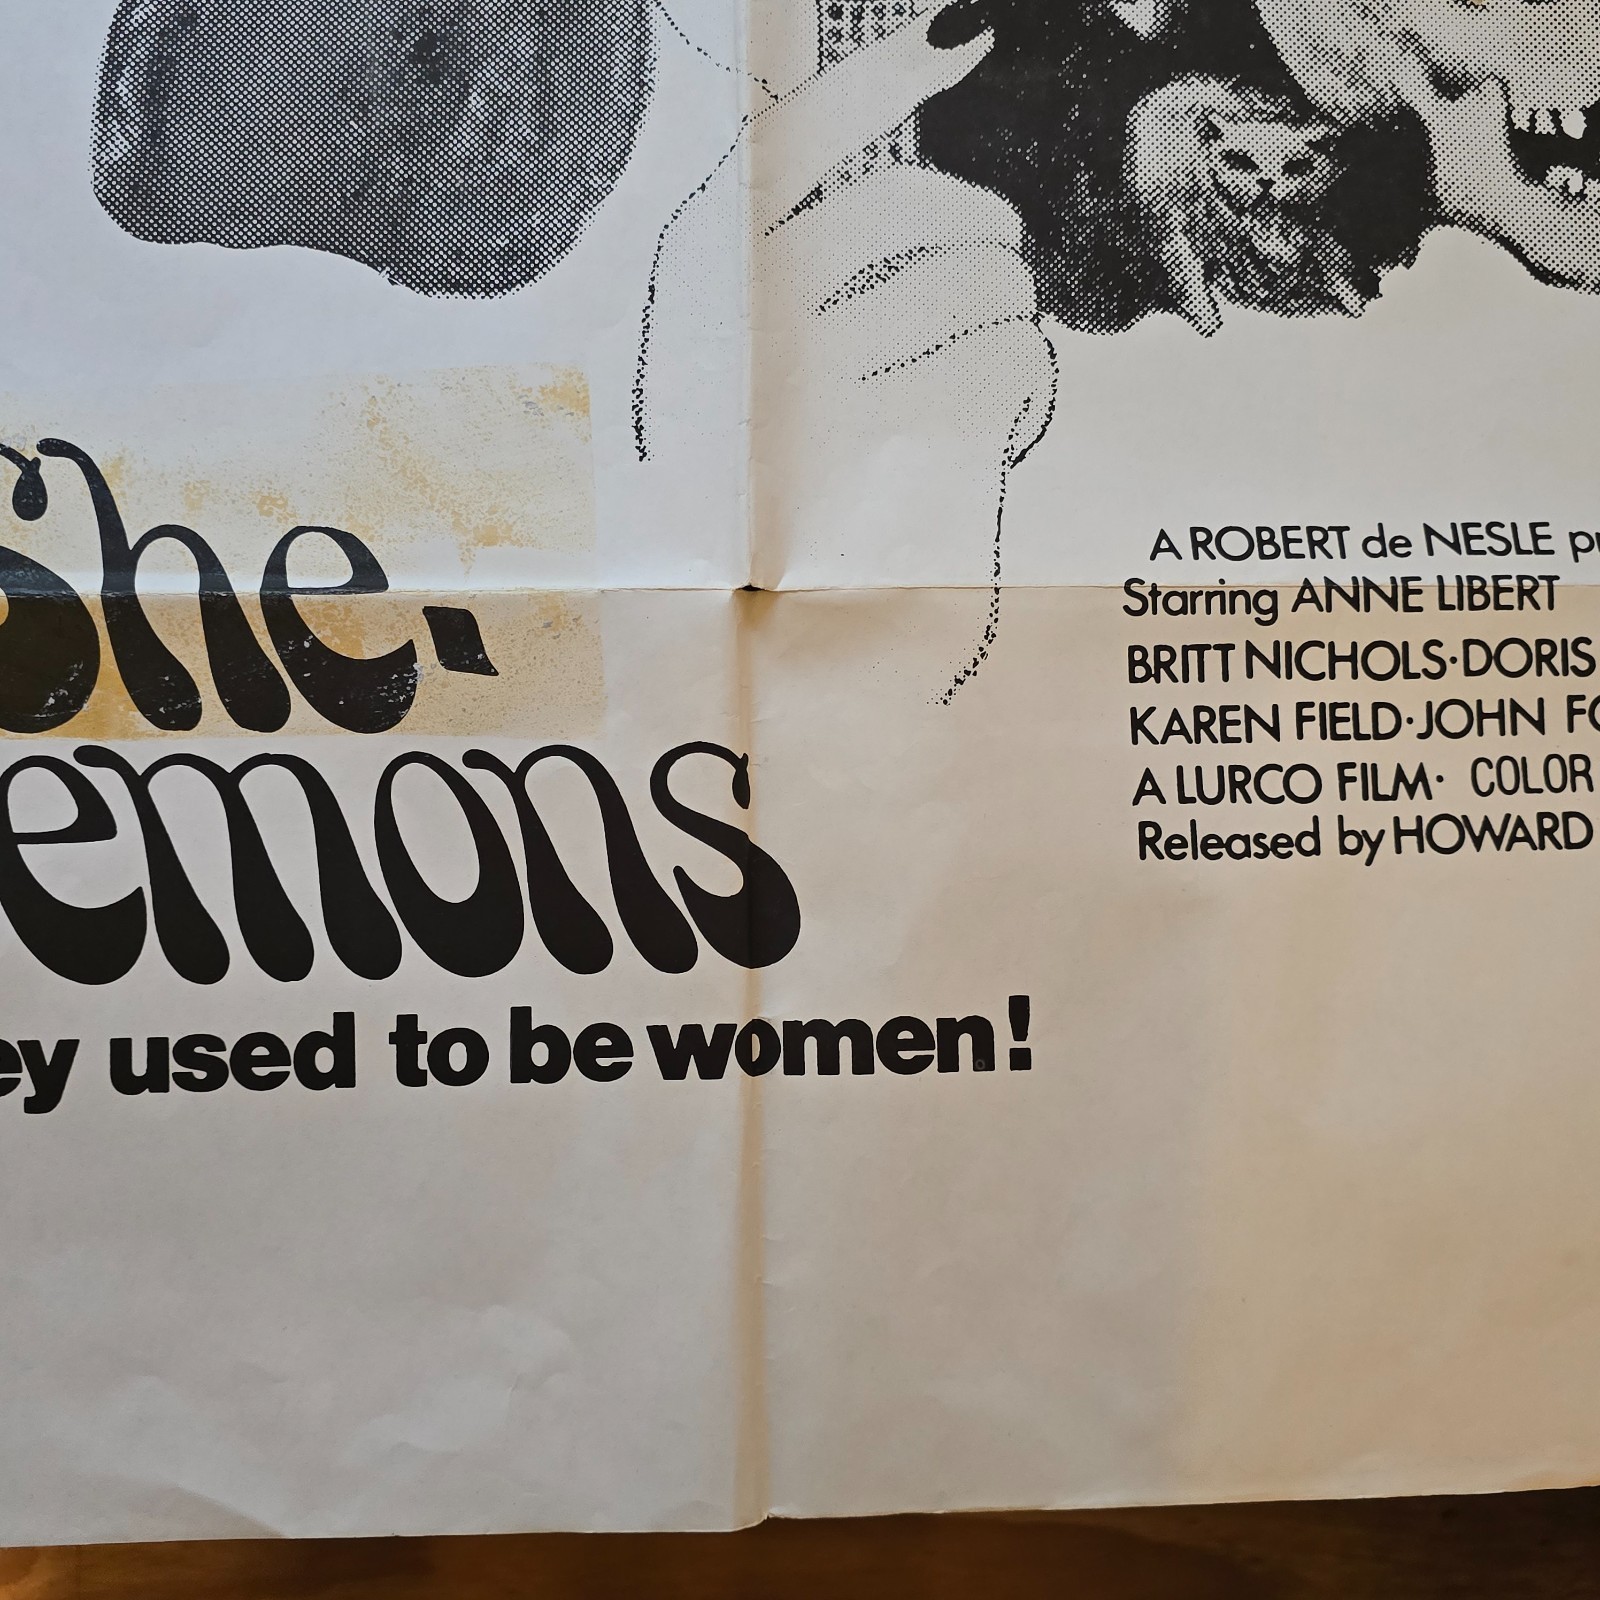 She.
emons
ey used to be women!
A ROBERT de NESLE
Starring ANNE LIBERT
BRITT NICHOLS·DORIS
KAREN FIELD·JOHN
A LURCO FILM· COLOR
Released by HOWARD